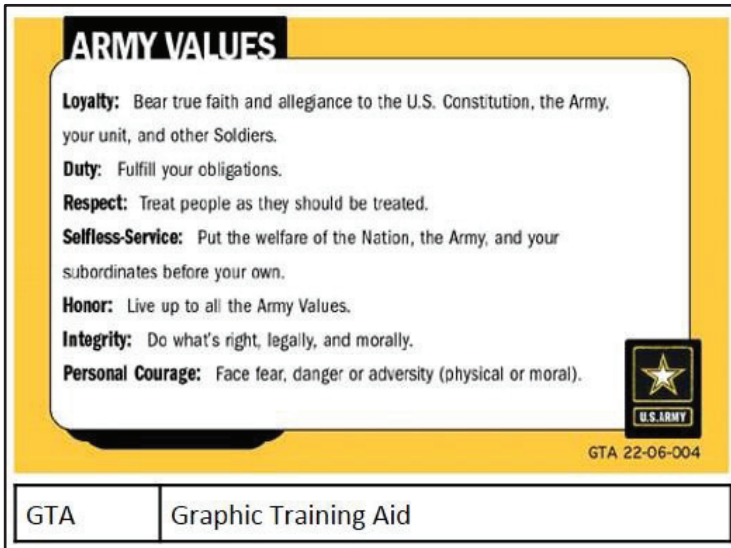 ARMY VALUES
Loyalty: Bear true faith and allegiance to the U.S. Constitution, the Army,
your unit, and other Soldiers.
Duty: Fulfill your obligations.
Respect: Treat people as they should be treated.
Selfless-Service: Put the welfare of the Nation, the Army, and your
subordinates before your own.
Honor: Live up to all the Army Values.
Integrity: Do what's right, legally, and morally.
Personal Courage: Face fear, danger or adversity (physical or moral).
U.S.ARMY
GTA 22-06-004
GTA Graphic Training Aid